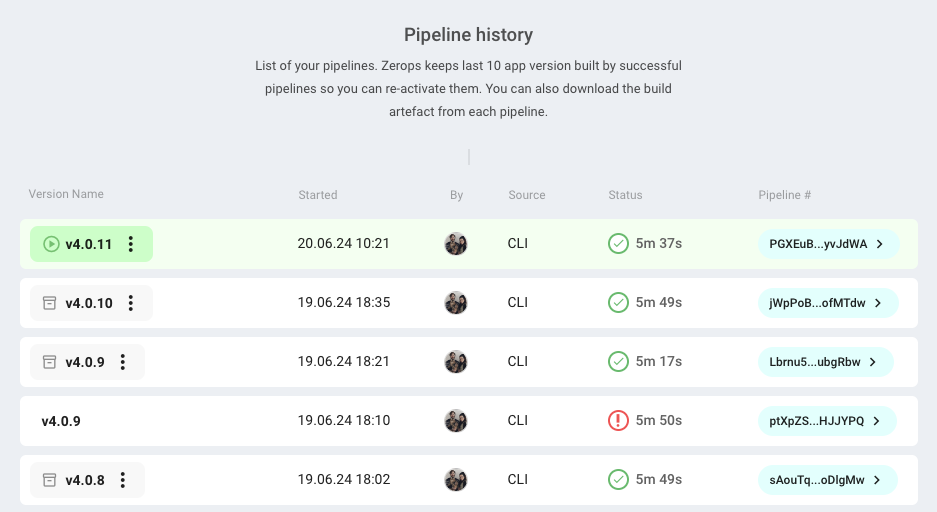 Pipeline history
List of your pipelines. Zerops keeps last 10 app version built by successful
pipelines so you can re-activate them. You can also download the build
artefact from each pipeline.
Version Name Started By Source Status Pipeline #
v4.0.11 20.06.24 10:21 CLI 5m 37s PGXEuB...yvJdWA
v4.0.10 19.06.24 18:35 CLI 5m 49s jWpPoB...ofMTdw
v4.0.9 19.06.24 18:21 CLI 5m 17s Lbrnu5...ubgRbw
v4.0.9 19.06.24 18:10 CLI 5m 50s ptXpZS...HJJYPQ
v4.0.8 19.06.24 18:02 CLI 5m 49s sAouTq...oDlgMw